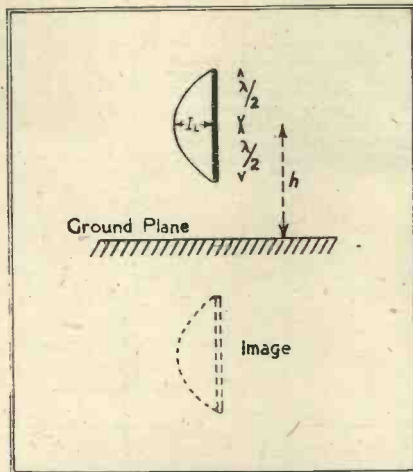 λ/2
I_L
λ/2
h
Ground Plane
Image